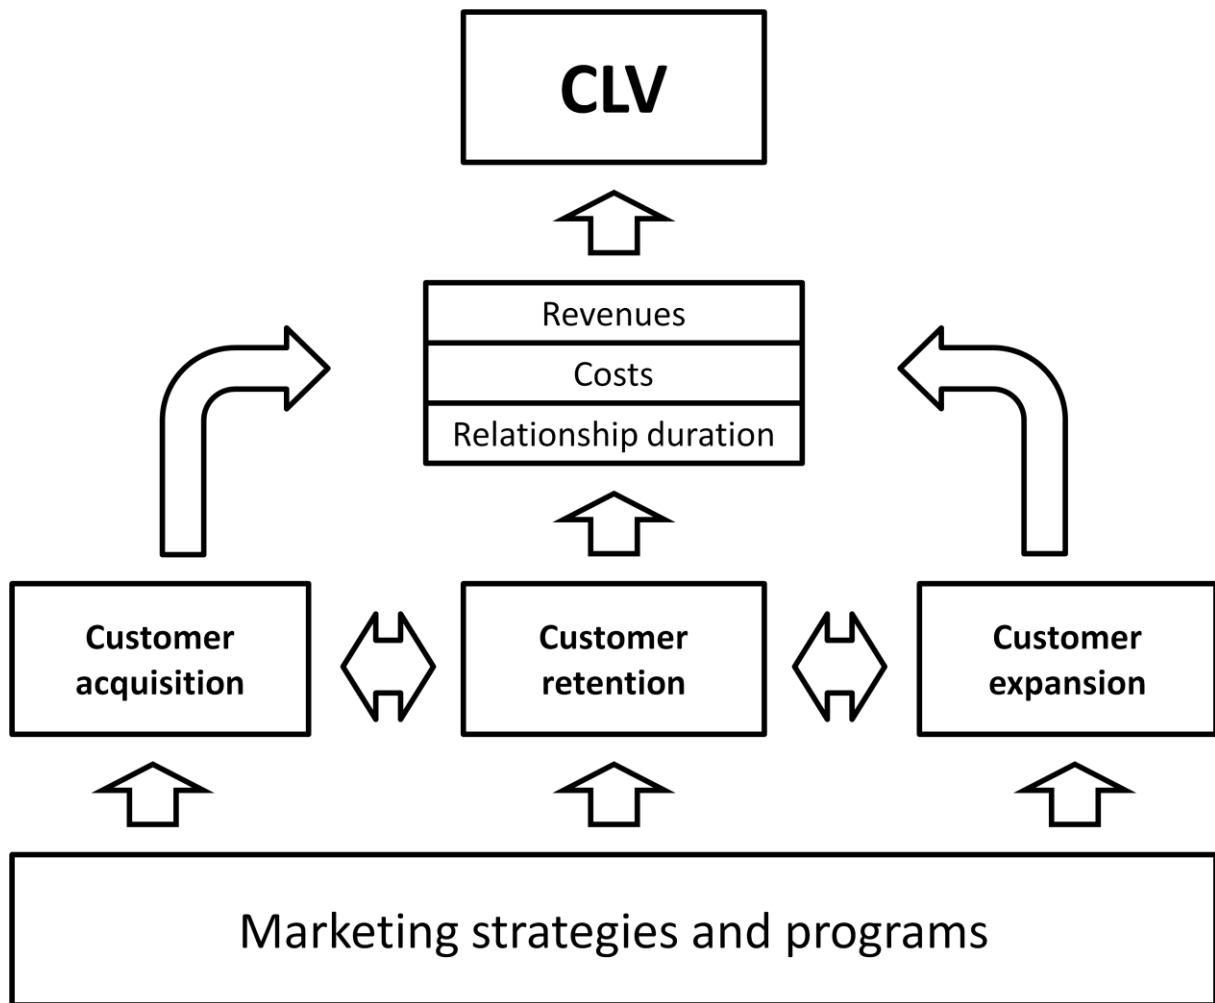 CLV
Revenues
Costs
Relationship duration
Customer
acquisition
Customer
retention
Customer
expansion
Marketing strategies and programs